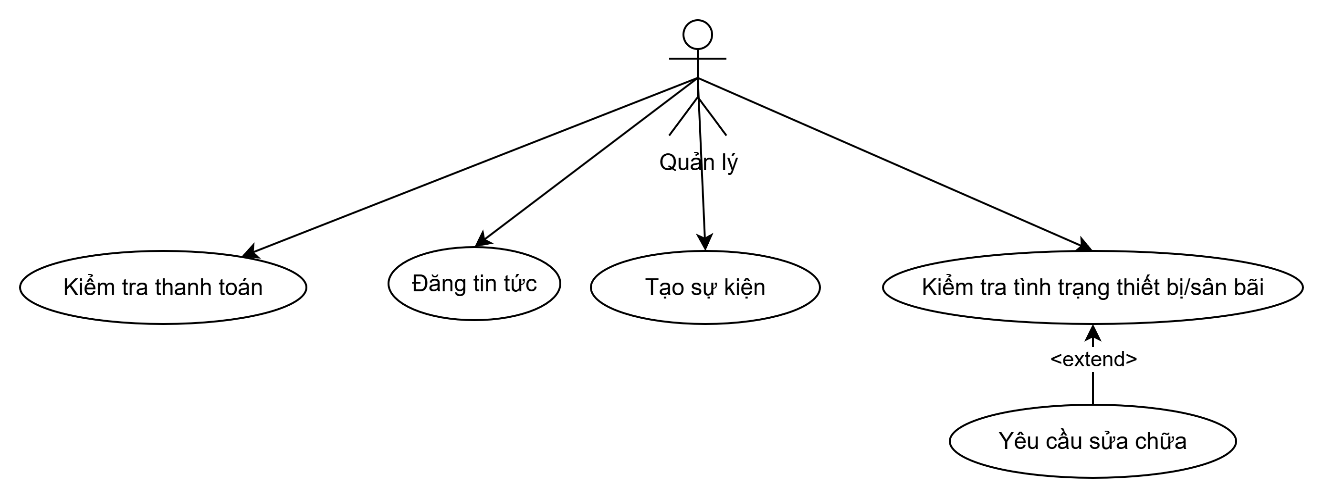 Quản lý
Kiểm tra thanh toán
Đăng tin tức
Tạo sự kiện
Kiểm tra tình trạng thiết bị/sân bãi
<extend>
Yêu cầu sửa chữa